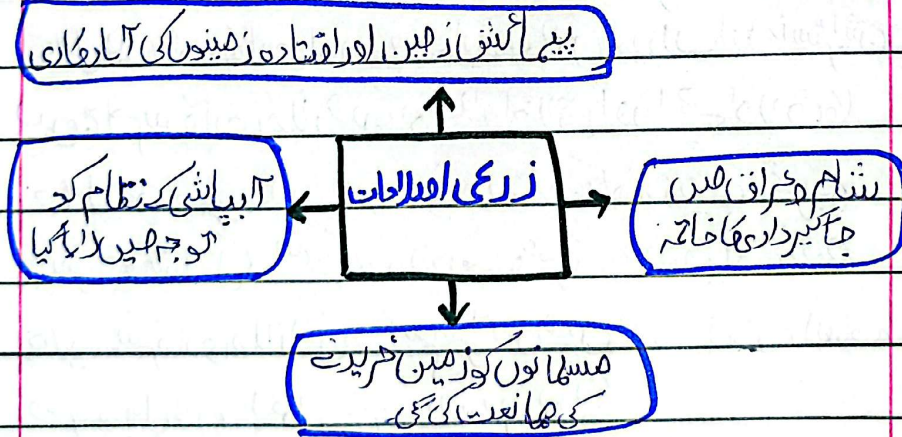 پیمائش زمین اور افتادہ زمینوں کی آبادکاری
زرعی اصلاحات
شام و عراق میں
جاگیرداری کا خاتمہ
آبپاشی کے نظام کو
توجہ میں لایا گیا
مسلمانوں کو زمین خریدنے
کی ممانعت کی گئی۔